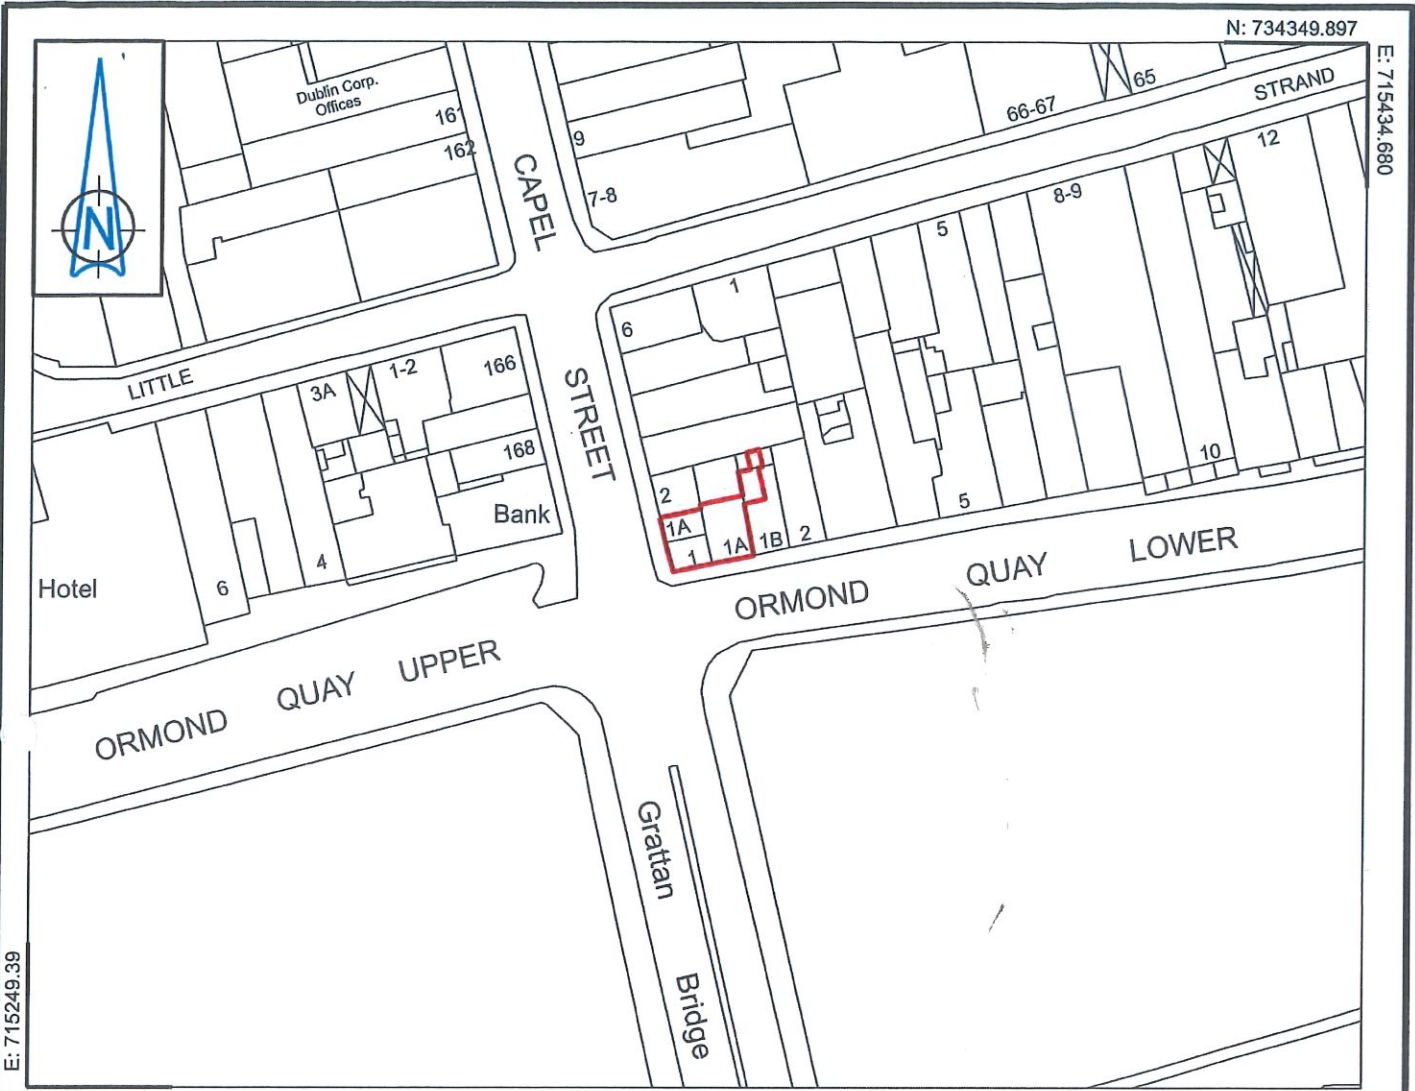 N: 734349.897
E: 715434.680
N
Dublin Corp.
Offices
161
162
CAPEL
9
7-8
66-67
65
STRAND
12
8-9
5
1
6
LITTLE
3A
1-2
166
168
Bank
STREET
2
1A
1
1A
1B
2
5
10
Hotel
6
4
ORMOND QUAY LOWER
ORMOND QUAY UPPER
Grattan
Bridge
E: 715249.39